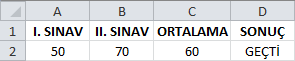 A B C D
1 I. SINAV II. SINAV ORTALAMA SONUÇ
2 50 70 60 GEÇTİ